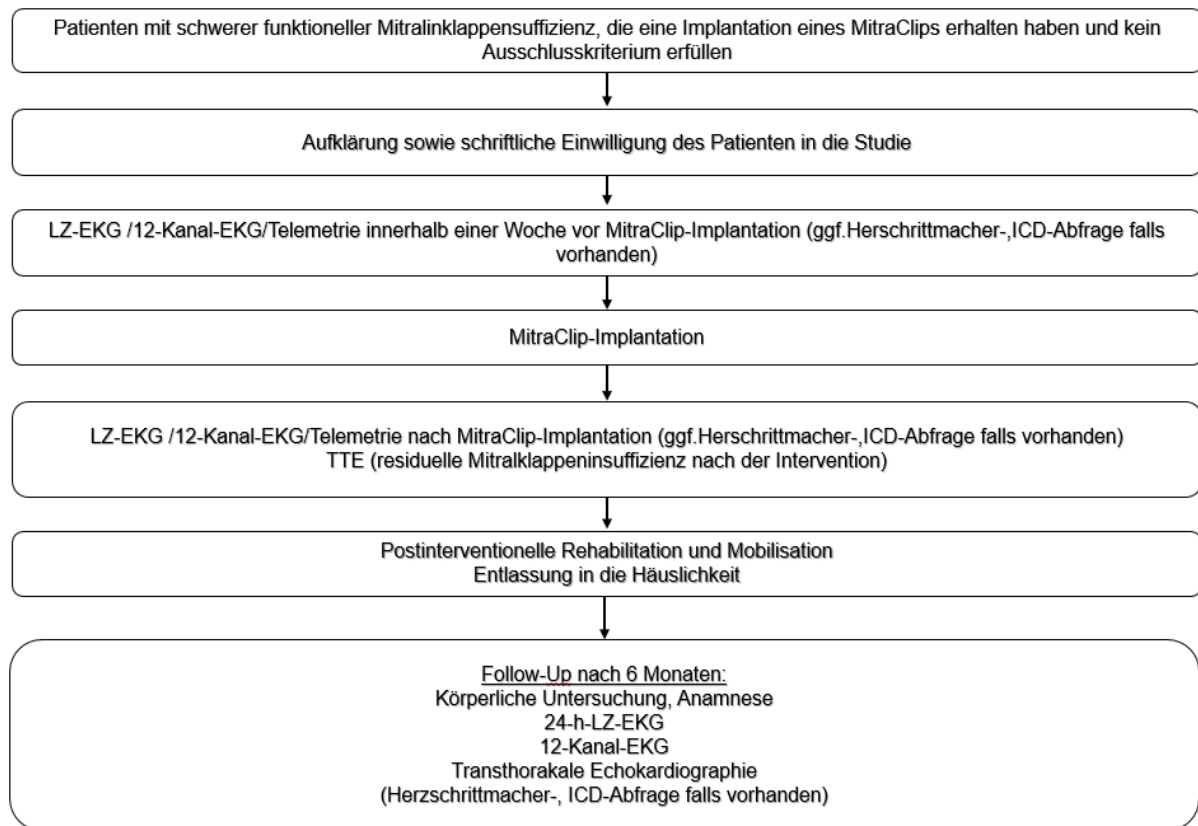 Patienten mit schwerer funktioneller Mitralinklappensuffizienz, die eine Implantation eines MitraClips erhalten haben und kein
Ausschlusskriterium erfüllen
Aufklärung sowie schriftliche Einwilligung des Patienten in die Studie
LZ-EKG /12-Kanal-EKG/Telemetrie innerhalb einer Woche vor MitraClip-Implantation (ggf.Herschrittmacher-,ICD-Abfrage falls
vorhanden)
MitraClip-Implantation
LZ-EKG /12-Kanal-EKG/Telemetrie nach MitraClip-Implantation (ggf.Herschrittmacher-,ICD-Abfrage falls vorhanden)
TTE (residuelle Mitralklappeninsuffizienz nach der Intervention)
Postinterventionelle Rehabilitation und Mobilisation
Entlassung in die Häuslichkeit
Follow-Up nach 6 Monaten:
Körperliche Untersuchung, Anamnese
24-h-LZ-EKG
12-Kanal-EKG
Transthorakale Echokardiographie
(Herzschrittmacher-, ICD-Abfrage falls vorhanden)